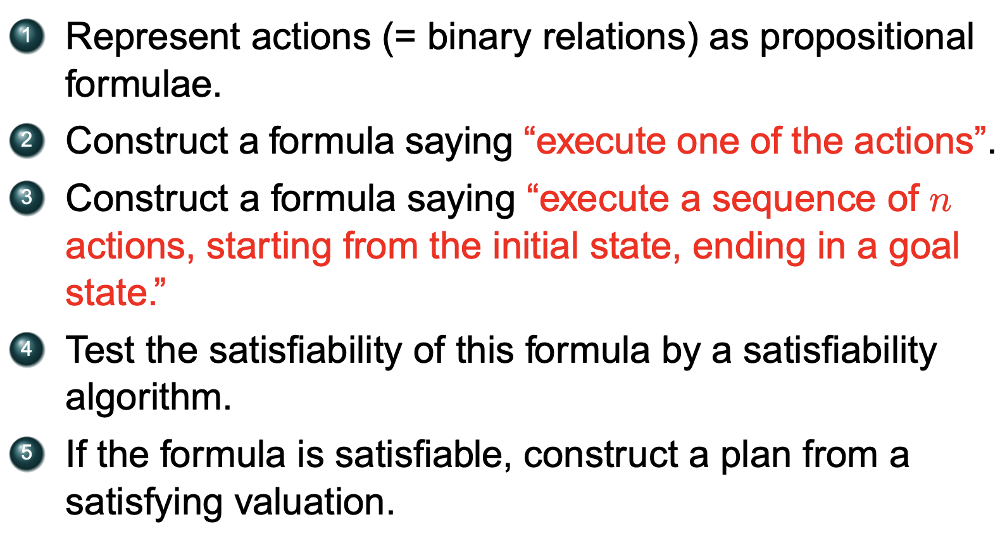 1 Represent actions (= binary relations) as propositional
formulae.
2 Construct a formula saying “execute one of the actions”.
3 Construct a formula saying “execute a sequence of n
actions, starting from the initial state, ending in a goal
state.”
4 Test the satisfiability of this formula by a satisfiability
algorithm.
5 If the formula is satisfiable, construct a plan from a
satisfying valuation.